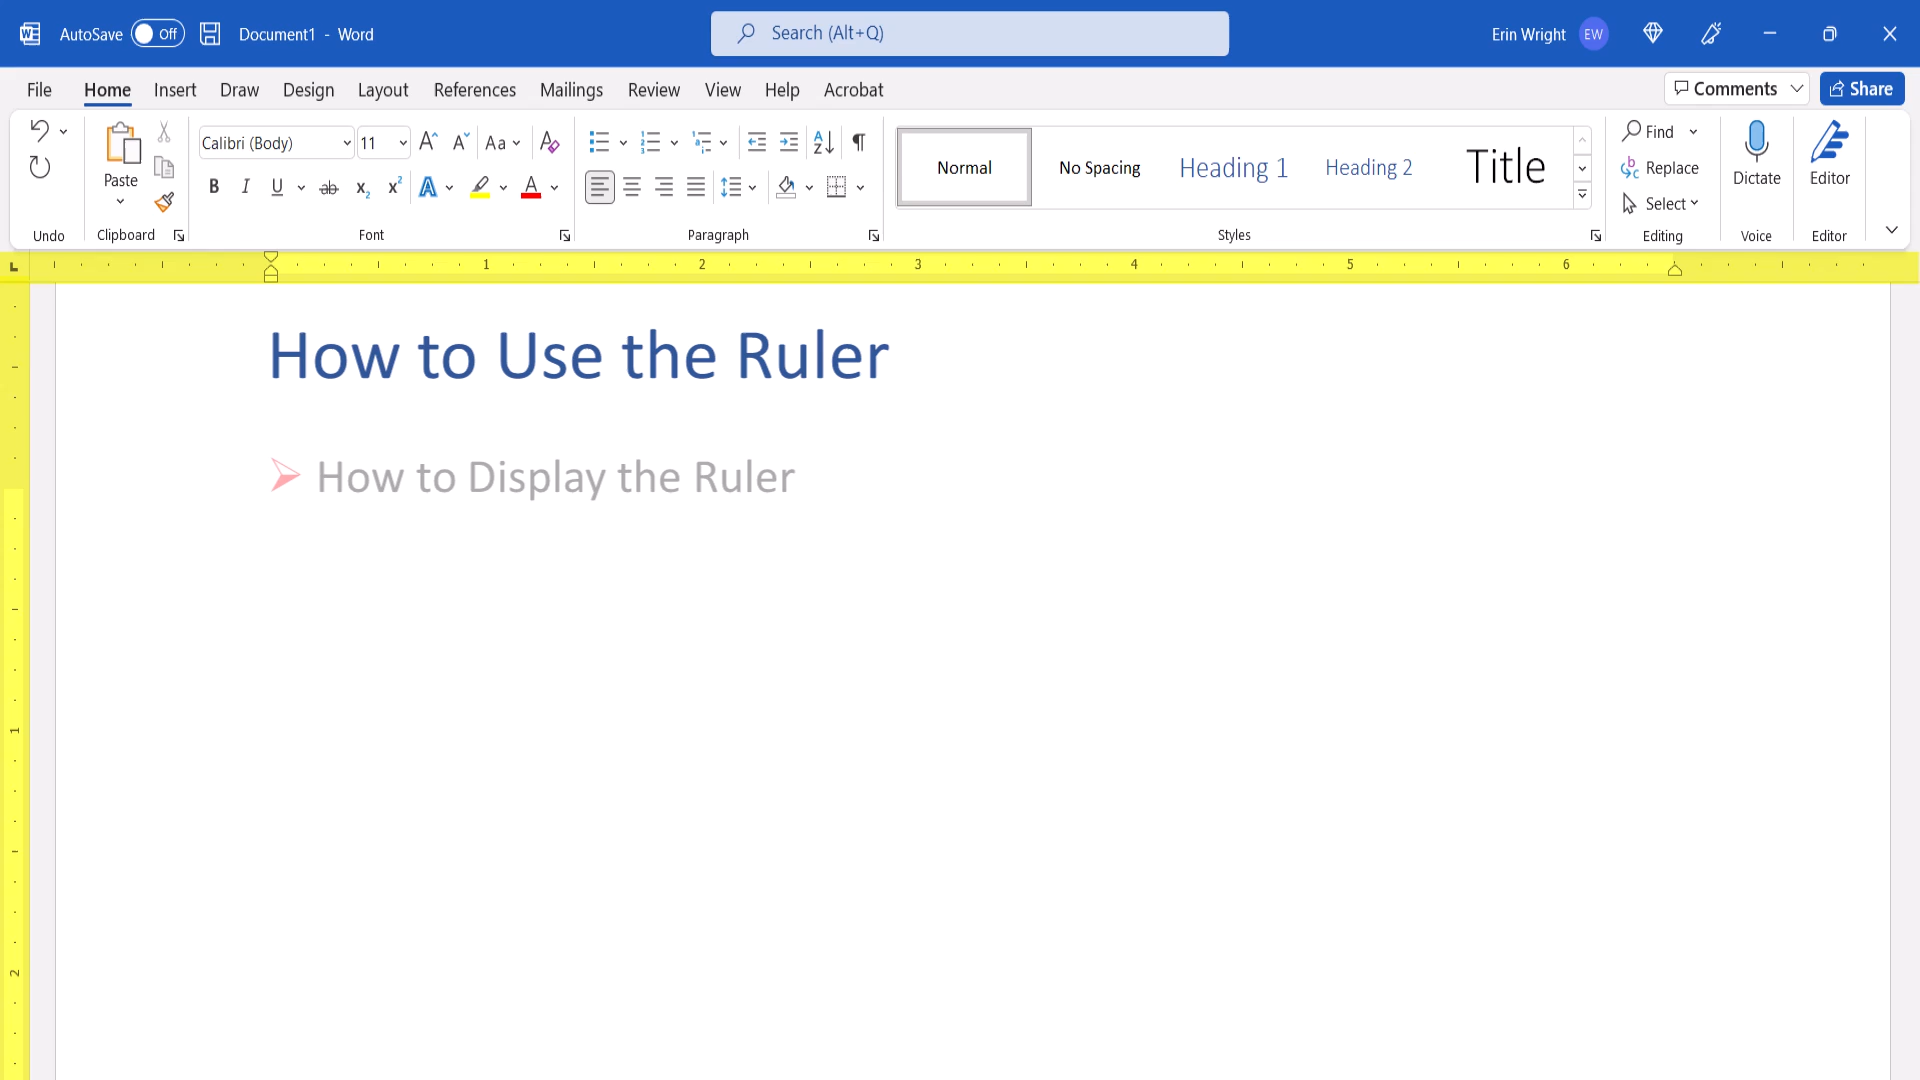 AutoSave Off Document1 - Word Search (Alt+Q) Erin Wright EW
File Home Insert Draw Design Layout References Mailings Review View Help Acrobat Comments Share
Calibri (Body) 11 Aa A Z ¶
Paste B I U ab x₂ x² A A
Normal No Spacing Heading 1 Heading 2 Title
Find
Replace
Select
Dictate Editor
Undo Clipboard Font Paragraph Styles Editing Voice Editor
1 2 3 4 5 6
How to Use the Ruler
How to Display the Ruler
1
2